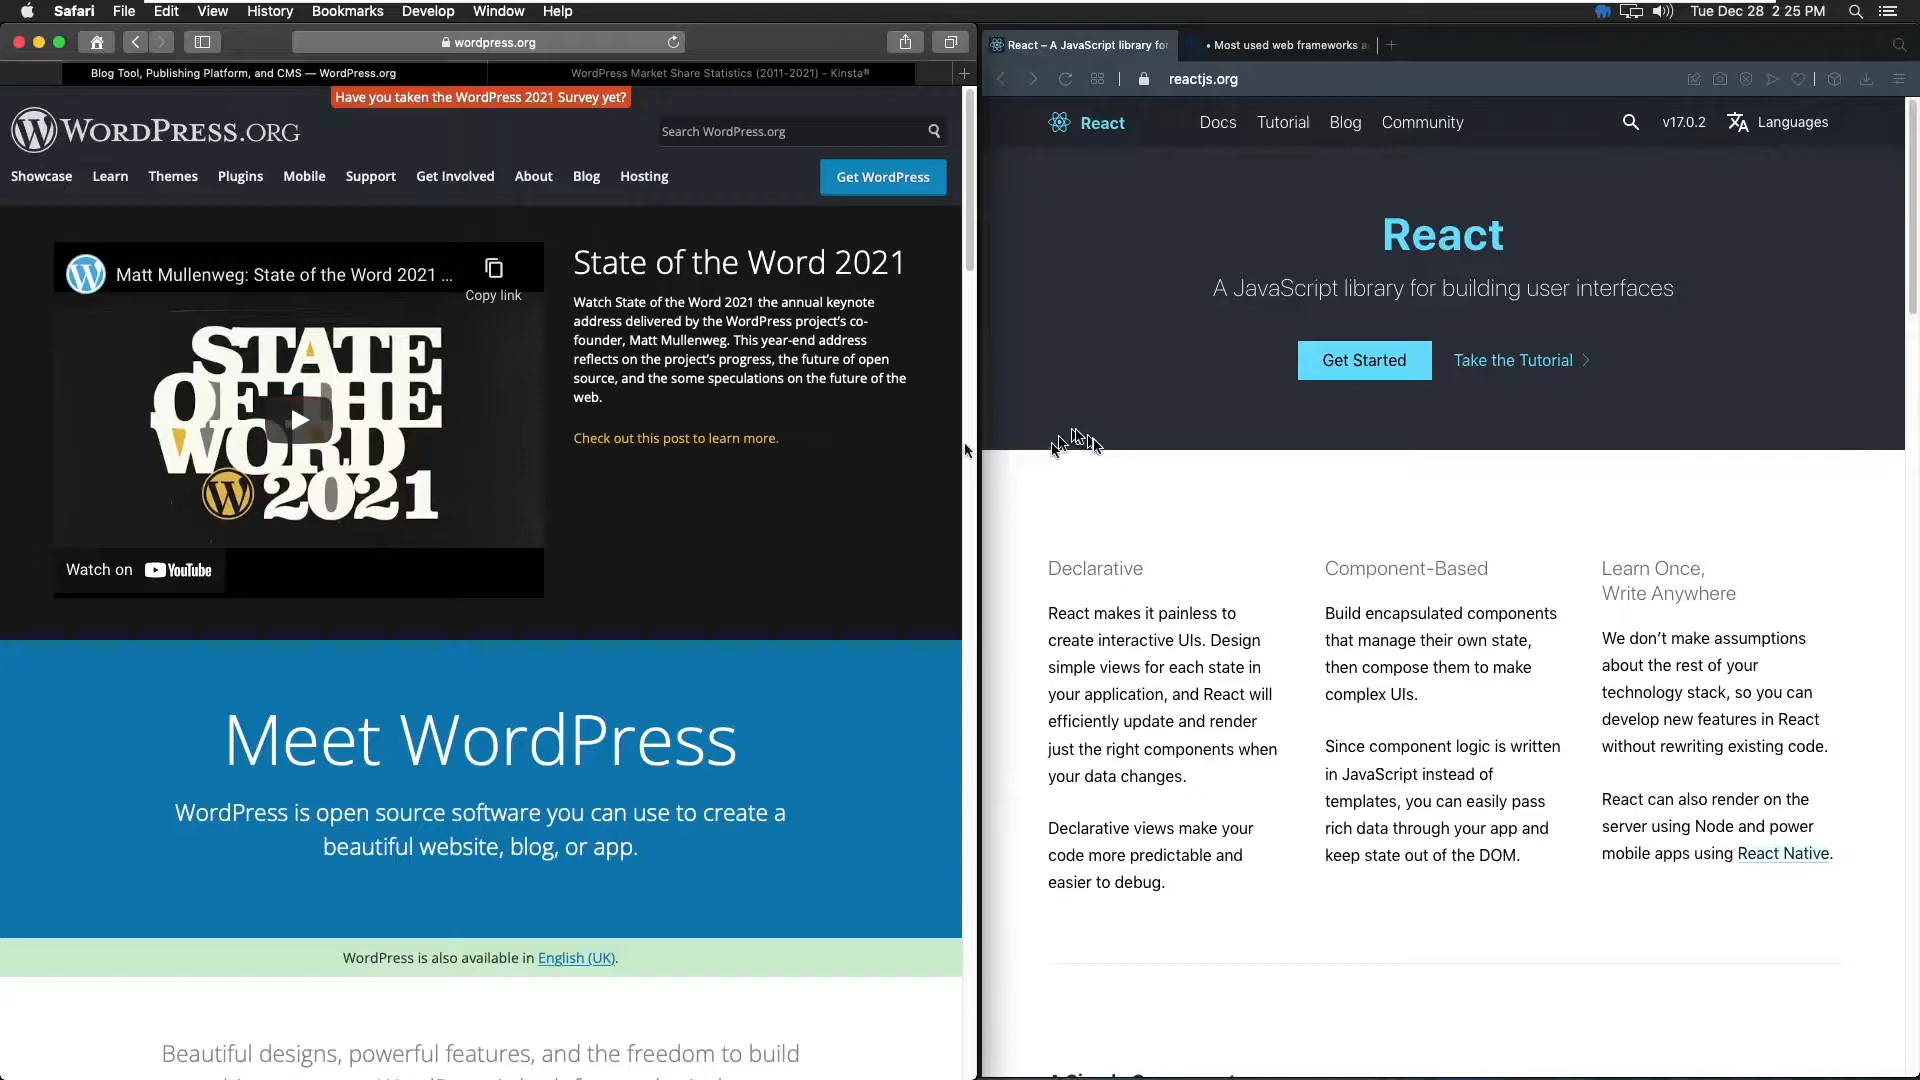 Safari File Edit View History Bookmarks Develop Window Help
Tue Dec 28 2 25 PM
wordpress.org
Blog Tool, Publishing Platform, and CMS — WordPress.org
WordPress Market Share Statistics (2011-2021) - Kinsta®
Have you taken the WordPress 2021 Survey yet?
WORDPRESS.ORG
Search WordPress.org
Showcase Learn Themes Plugins Mobile Support Get Involved About Blog Hosting
Get WordPress
Matt Mullenweg: State of the Word 2021 ...
Copy link
STATE
OF THE
WORD
2021
Watch on YouTube
State of the Word 2021
Watch State of the Word 2021 the annual keynote
address delivered by the WordPress project's co-
founder, Matt Mullenweg. This year-end address
reflects on the project's progress, the future of open
source, and the some speculations on the future of the
web.
Check out this post to learn more.
Meet WordPress
WordPress is open source software you can use to create a
beautiful website, blog, or app.
WordPress is also available in English (UK).
Beautiful designs, powerful features, and the freedom to build
React – A JavaScript library for
• Most used web frameworks a
reactjs.org
React
Docs Tutorial Blog Community
v17.0.2 Languages
React
A JavaScript library for building user interfaces
Get Started
Take the Tutorial
Declarative
React makes it painless to
create interactive UIs. Design
simple views for each state in
your application, and React will
efficiently update and render
just the right components when
your data changes.
Declarative views make your
code more predictable and
easier to debug.
Component-Based
Build encapsulated components
that manage their own state,
then compose them to make
complex UIs.
Since component logic is written
in JavaScript instead of
templates, you can easily pass
rich data through your app and
keep state out of the DOM.
Learn Once,
Write Anywhere
We don't make assumptions
about the rest of your
technology stack, so you can
develop new features in React
without rewriting existing code.
React can also render on the
server using Node and power
mobile apps using React Native.